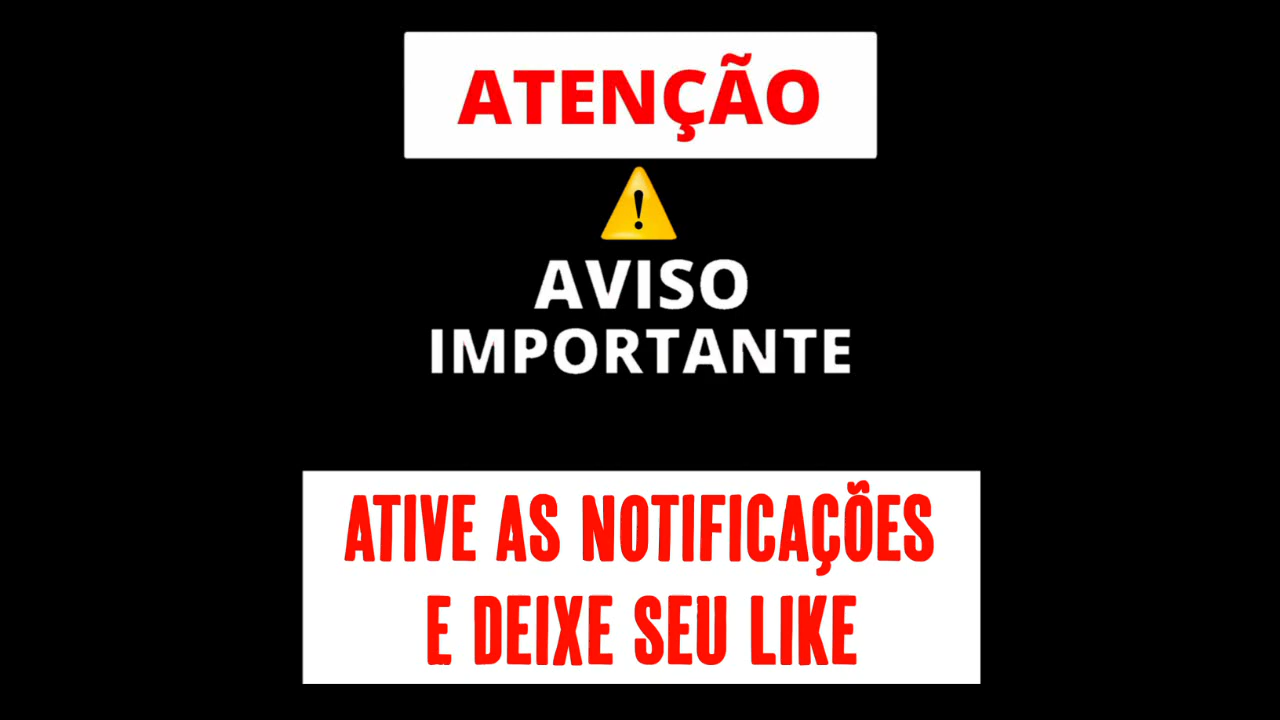 ATENÇÃO
AVISO
IMPORTANTE
ATIVE AS NOTIFICAÇÕES
E DEIXE SEU LIKE